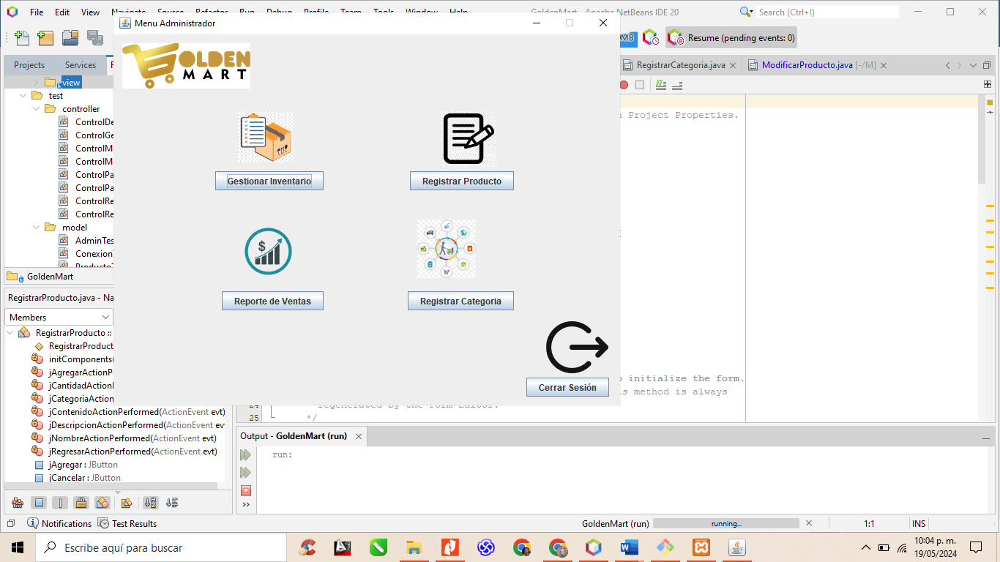 File Edit View Navigate Source Refactor Run Debug Profile Team Tools Window Help
GoldenMart - Apache NetBeans IDE 20
Search (Ctrl+I)
Menu Administrador
MB
Resume (pending events: 0)
Projects Services
RegistrarCategoria.java
ModificarProducto.java [-/M]
OLDEN
MART
view
test
controller
ControlDe
ControlGe
ControlM
ControlM
ControlPa
ControlPa
ControlRe
ControlRe
model
AdminTes
Conexion
ProductoT
GoldenMart
n Project Properties.
Gestionar Inventario
Registrar Producto
$
Reporte de Ventas
Registrar Categoria
Cerrar Sesión
RegistrarProducto.java - Na
Members
RegistrarProducto ::
RegistrarProduct
initComponents(
jAgregarActionP
jCantidadActionI
jCategoriaAction
jContenidoActionPerformed(ActionEvent evt)
jDescripcionActionPerformed(ActionEvent ev
jNombreActionPerformed(ActionEvent evt)
jRegresarActionPerformed(ActionEvent evt)
jAgregar : JButton
jCancelar : JButton
o initialize the form.
is method is always
24 regenerated by the Form Editor.
25 */
Output - GoldenMart (run)
run:
Notifications Test Results
GoldenMart (run) running...
1:1 INS
Escribe aquí para buscar
10:04 p. m.
19/05/2024